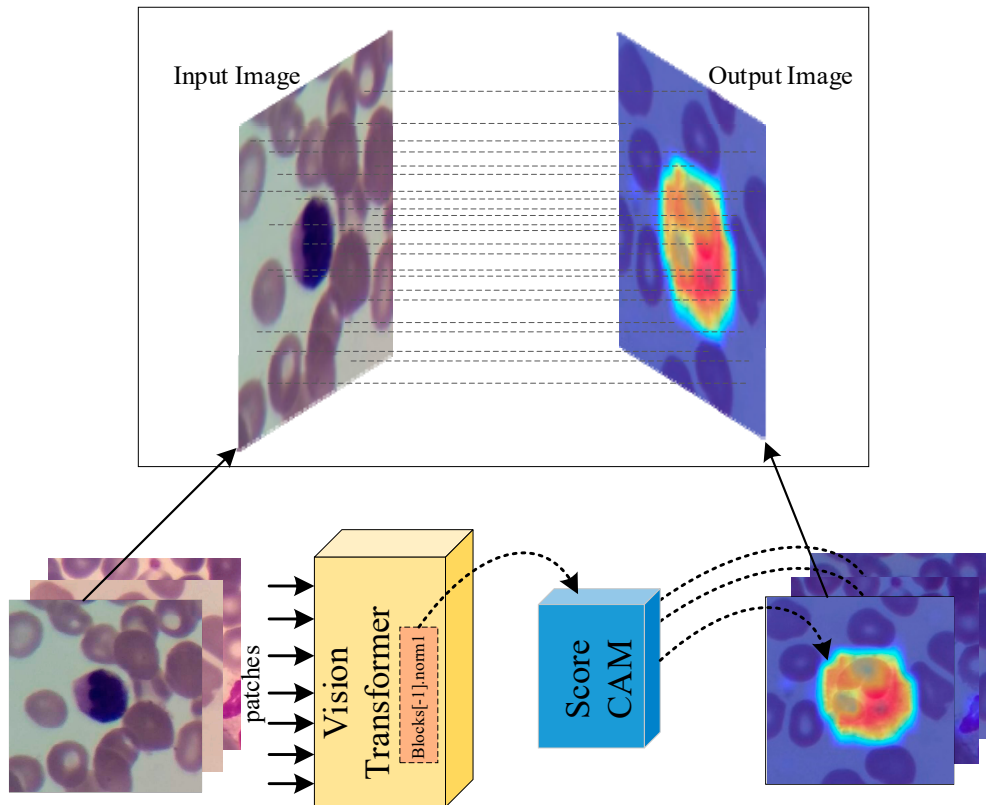 Input Image
Output Image
patches
Vision
Transformer
Blocks[-1].norm1
Score
CAM